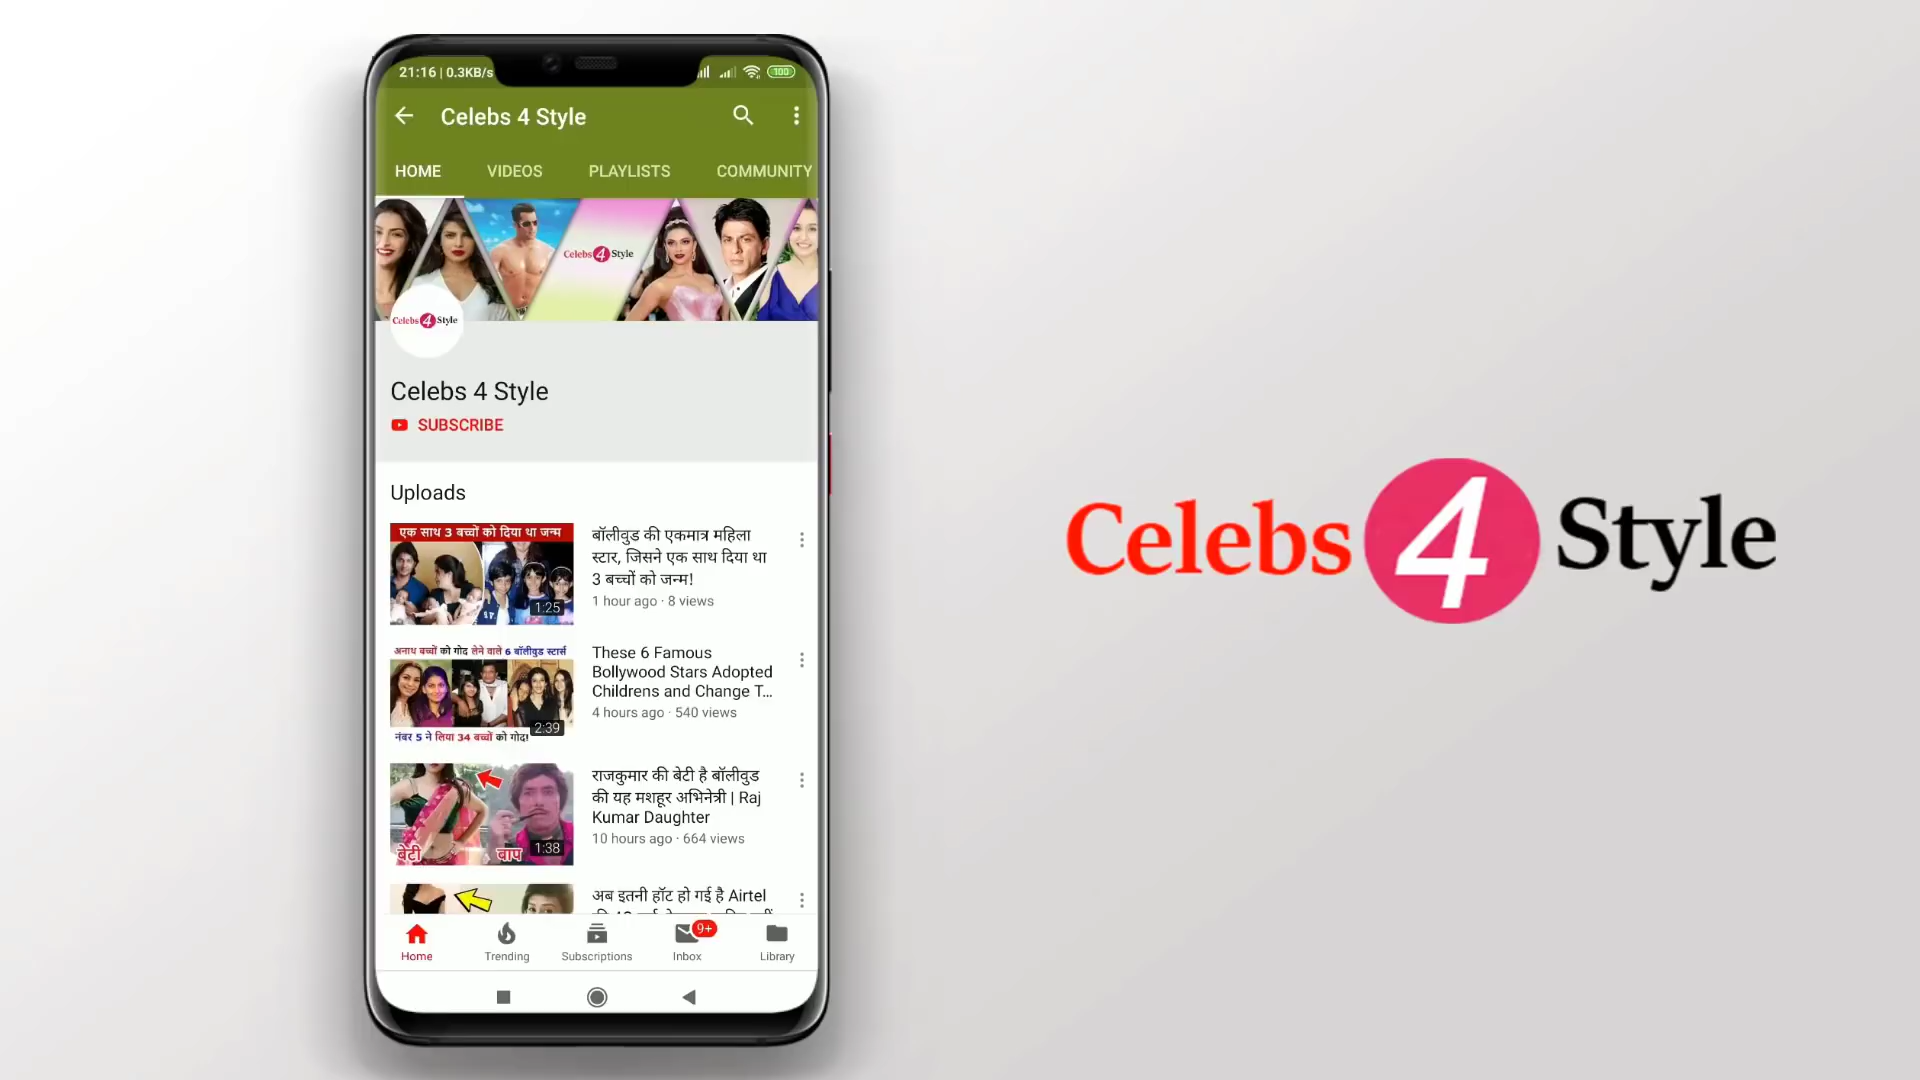 21:16 | 0.3KB/s
100
Celebs 4 Style
HOME VIDEOS PLAYLISTS COMMUNITY
Celebs 4 Style
Celebs 4 Style
Celebs 4 Style
SUBSCRIBE
Uploads
एक साथ 3 बच्चों को दिया था जन्म
1:25
बॉलीवुड की एकमात्र महिला
स्टार, जिसने एक साथ दिया था
3 बच्चों को जन्म!
1 hour ago · 8 views
अनाथ बच्चों को गोद लेने वाले 6 बॉलीवुड स्टार्स
नंबर 5 ने लिया 34 बच्चों को गोद!
2:39
These 6 Famous
Bollywood Stars Adopted
Childrens and Change T...
4 hours ago · 540 views
बेटी
बाप
1:38
राजकुमार की बेटी है बॉलीवुड
की यह मशहूर अभिनेत्री | Raj
Kumar Daughter
10 hours ago · 664 views
अब इतनी हॉट हो गई है Airtel
9+
Home Trending Subscriptions Inbox Library
Celebs 4 Style